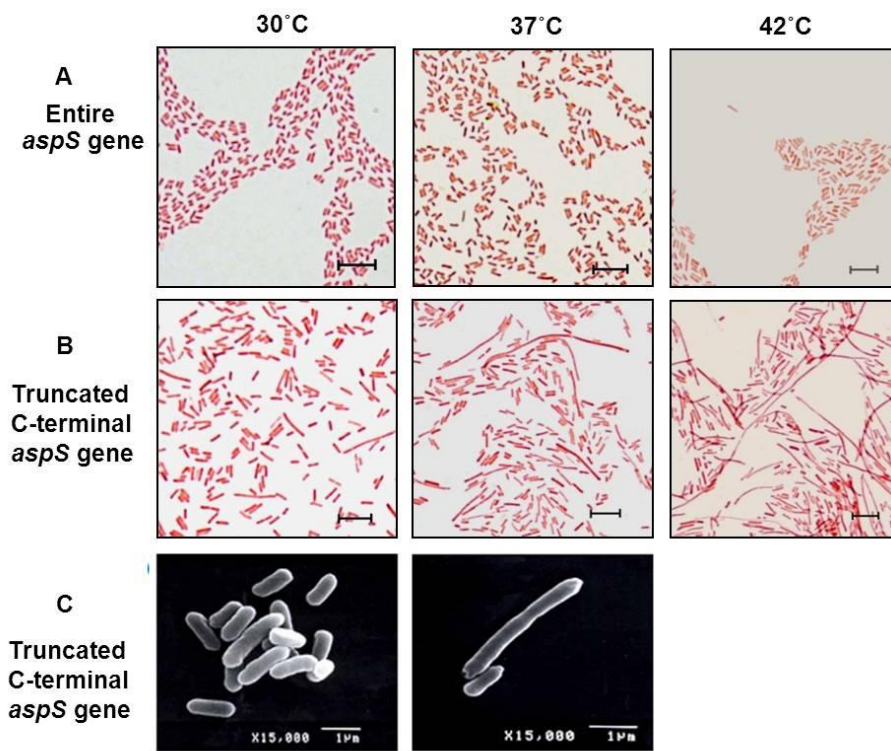 30˚C 37˚C 42˚C
A
Entire
aspS gene
B
Truncated
C-terminal
aspS gene
C
Truncated
C-terminal
aspS gene
X15,000 1μm
X15,000 1μm